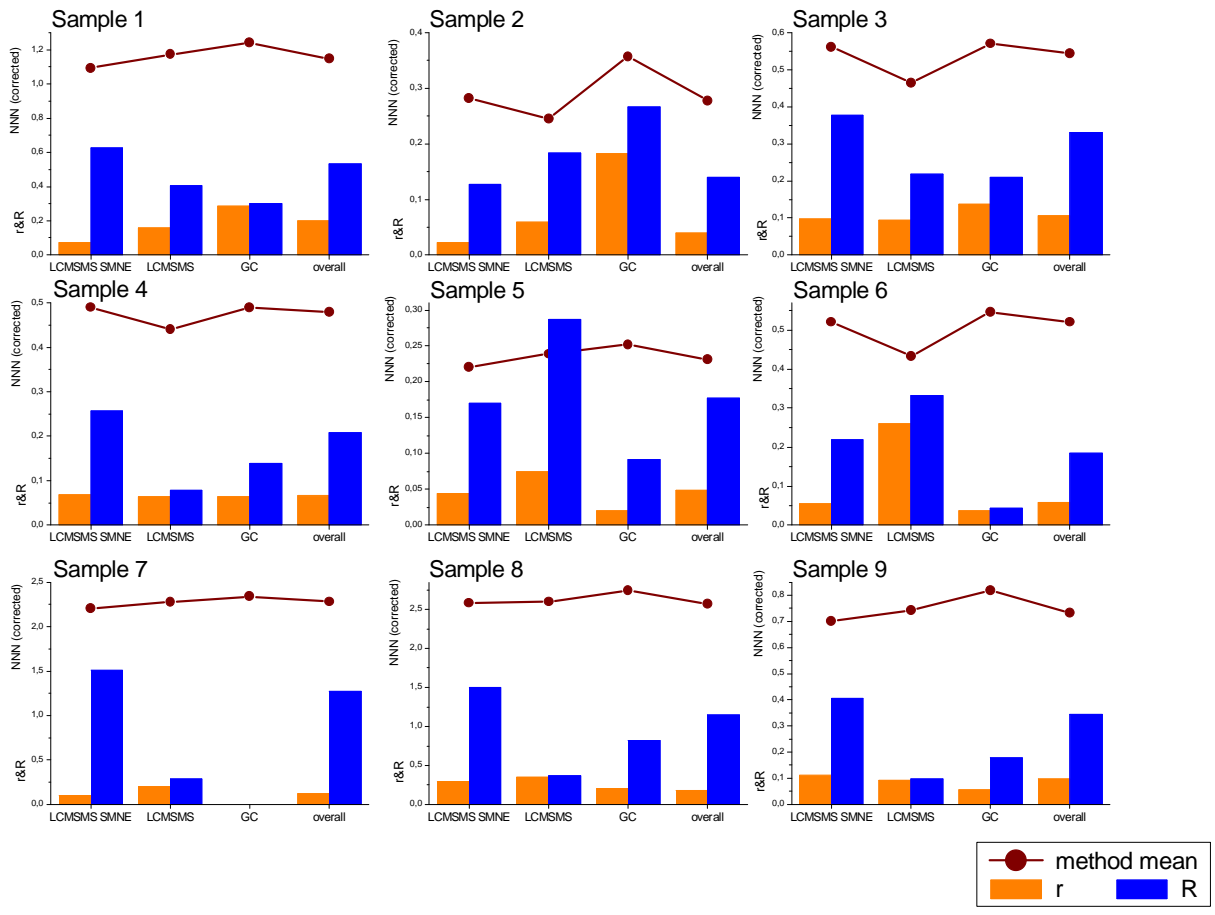 Sample 1
NNN (corrected)
r&R
1,2
1,0
0,8
0,6
0,4
0,2
0,0
LCMSMS SMNE LCMSMS GC overall
Sample 2
NNN (corrected)
r&R
0,4
0,3
0,2
0,1
0,0
LCMSMS SMNE LCMSMS GC overall
Sample 3
NNN (corrected)
r&R
0,6
0,5
0,4
0,3
0,2
0,1
0,0
LCMSMS SMNE LCMSMS GC overall
Sample 4
NNN (corrected)
r&R
0,5
0,4
0,3
0,2
0,1
0,0
LCMSMS SMNE LCMSMS GC overall
Sample 5
NNN (corrected)
r&R
0,30
0,25
0,20
0,15
0,10
0,05
0,00
LCMSMS SMNE LCMSMS GC overall
Sample 6
NNN (corrected)
r&R
0,5
0,4
0,3
0,2
0,1
0,0
LCMSMS SMNE LCMSMS GC overall
Sample 7
NNN (corrected)
r&R
2,5
2,0
1,5
1,0
0,5
0,0
LCMSMS SMNE LCMSMS GC overall
Sample 8
NNN (corrected)
r&R
2,5
2,0
1,5
1,0
0,5
0,0
LCMSMS SMNE LCMSMS GC overall
Sample 9
NNN (corrected)
r&R
0,8
0,7
0,6
0,5
0,4
0,3
0,2
0,1
0,0
LCMSMS SMNE LCMSMS GC overall
method mean
r R